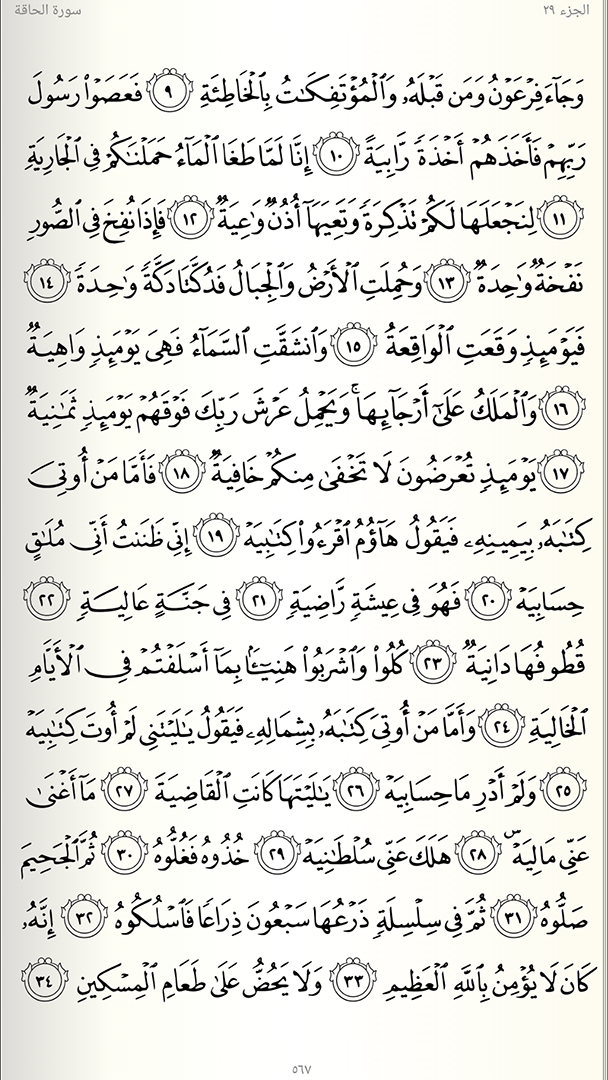 الجزء ٢٩
سورة الحاقة
وَجَآءَ فِرْعَوْنُ وَمَن قَبْلَهُۥ وَٱلْمُؤْتَفِكَـٰتُ بِٱلْخَاطِئَةِ ٩ فَعَصَوْا۟ رَسُولَ
رَبِّهِمْ فَأَخَذَهُمْ أَخْذَةً رَّابِيَةً ١٠ إِنَّا لَمَّا طَغَا ٱلْمَآءُ حَمَلْنَـٰكُمْ فِى ٱلْجَارِيَةِ
١١ لِنَجْعَلَهَا لَكُمْ تَذْكِرَةً وَتَعِيَهَآ أُذُنٌ وَٰعِيَةٌ ١٢ فَإِذَا نُفِخَ فِى ٱلصُّورِ
نَفْخَةٌ وَٰحِدَةٌ ١٣ وَحُمِلَتِ ٱلْأَرْضُ وَٱلْجِبَالُ فَدُكَّتَا دَكَّةً وَٰحِدَةً ١٤
فَيَوْمَئِذٍ وَقَعَتِ ٱلْوَاقِعَةُ ١٥ وَٱنشَقَّتِ ٱلسَّمَآءُ فَهِىَ يَوْمَئِذٍ وَاهِيَةٌ
١٦ وَٱلْمَلَكُ عَلَىٰٓ أَرْجَآئِهَا ۚ وَيَحْمِلُ عَرْشَ رَبِّكَ فَوْقَهُمْ يَوْمَئِذٍ ثَمَـٰنِيَةٌ
١٧ يَوْمَئِذٍ تُعْرَضُونَ لَا تَخْفَىٰ مِنكُمْ خَافِيَةٌ ١٨ فَأَمَّا مَنْ أُوتِىَ
كِتَـٰبَهُۥ بِيَمِينِهِۦ فَيَقُولُ هَآؤُمُ ٱقْرَءُوا۟ كِتَـٰبِيَهْ ١٩ إِنِّى ظَنَنتُ أَنِّى مُلَـٰقٍ
حِسَابِيَهْ ٢٠ فَهُوَ فِى عِيشَةٍ رَّاضِيَةٍ ٢١ فِى جَنَّةٍ عَالِيَةٍ ٢٢
قُطُوفُهَا دَانِيَةٌ ٢٣ كُلُوا۟ وَٱشْرَبُوا۟ هَنِيٓـًٔۢا بِمَآ أَسْلَفْتُمْ فِى ٱلْأَيَّامِ
ٱلْخَالِيَةِ ٢٤ وَأَمَّا مَنْ أُوتِىَ كِتَـٰبَهُۥ بِشِمَالِهِۦ فَيَقُولُ يَـٰلَيْتَنِى لَمْ أُوتَ كِتَـٰبِيَهْ
٢٥ وَلَمْ أَدْرِ مَا حِسَابِيَهْ ٢٦ يَـٰلَيْتَهَا كَانَتِ ٱلْقَاضِيَةَ ٢٧ مَآ أَغْنَىٰ
عَنِّى مَالِيَهْ ۜ ٢٨ هَلَكَ عَنِّى سُلْطَـٰنِيَهْ ٢٩ خُذُوهُ فَغُلُّوهُ ٣٠ ثُمَّ ٱلْجَحِيمَ
صَلُّوهُ ٣١ ثُمَّ فِى سِلْسِلَةٍ ذَرْعُهَا سَبْعُونَ ذِرَاعًا فَٱسْلُكُوهُ ٣٢ إِنَّهُۥ
كَانَ لَا يُؤْمِنُ بِٱللَّهِ ٱلْعَظِيمِ ٣٣ وَلَا يَحُضُّ عَلَىٰ طَعَامِ ٱلْمِسْكِينِ ٣٤
٥٦٧